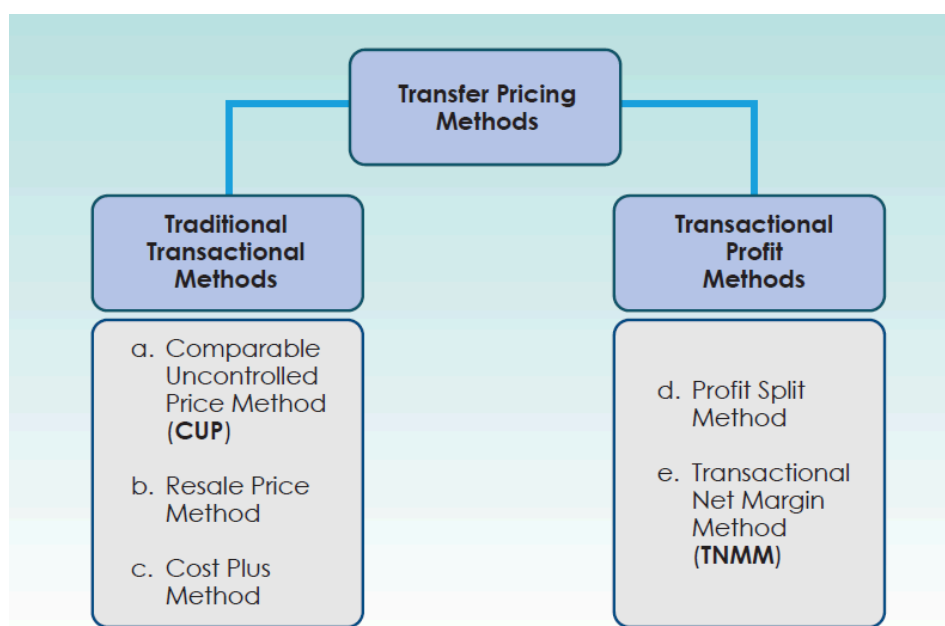 Transfer Pricing
Methods
Traditional
Transactional
Methods
a. Comparable
Uncontrolled
Price Method
(CUP)
b. Resale Price
Method
c. Cost Plus
Method
Transactional
Profit
Methods
d. Profit Split
Method
e. Transactional
Net Margin
Method
(TNMM)